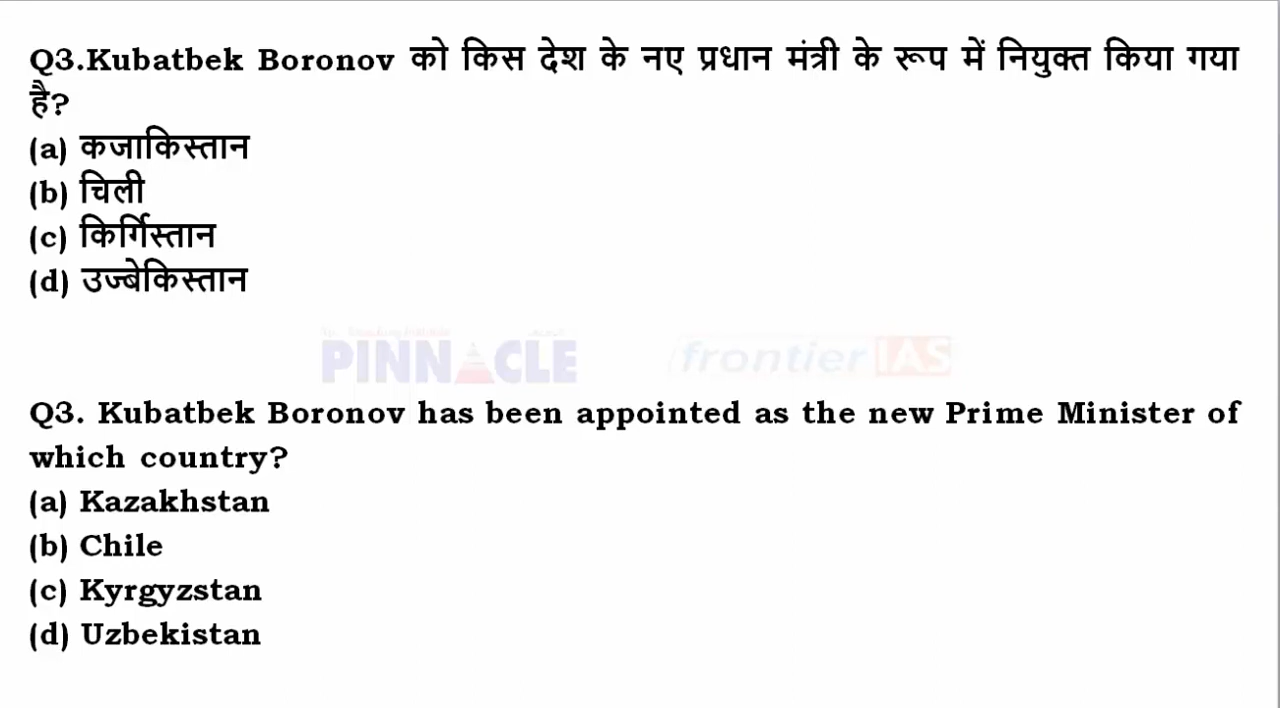 Q3.Kubatbek Boronov को किस देश के नए प्रधान मंत्री के रूप में नियुक्त किया गया
है?
(a) कजाकिस्तान
(b) चिली
(c) किर्गिस्तान
(d) उज्बेकिस्तान
PINNACLE frontier IAS
Q3. Kubatbek Boronov has been appointed as the new Prime Minister of
which country?
(a) Kazakhstan
(b) Chile
(c) Kyrgyzstan
(d) Uzbekistan